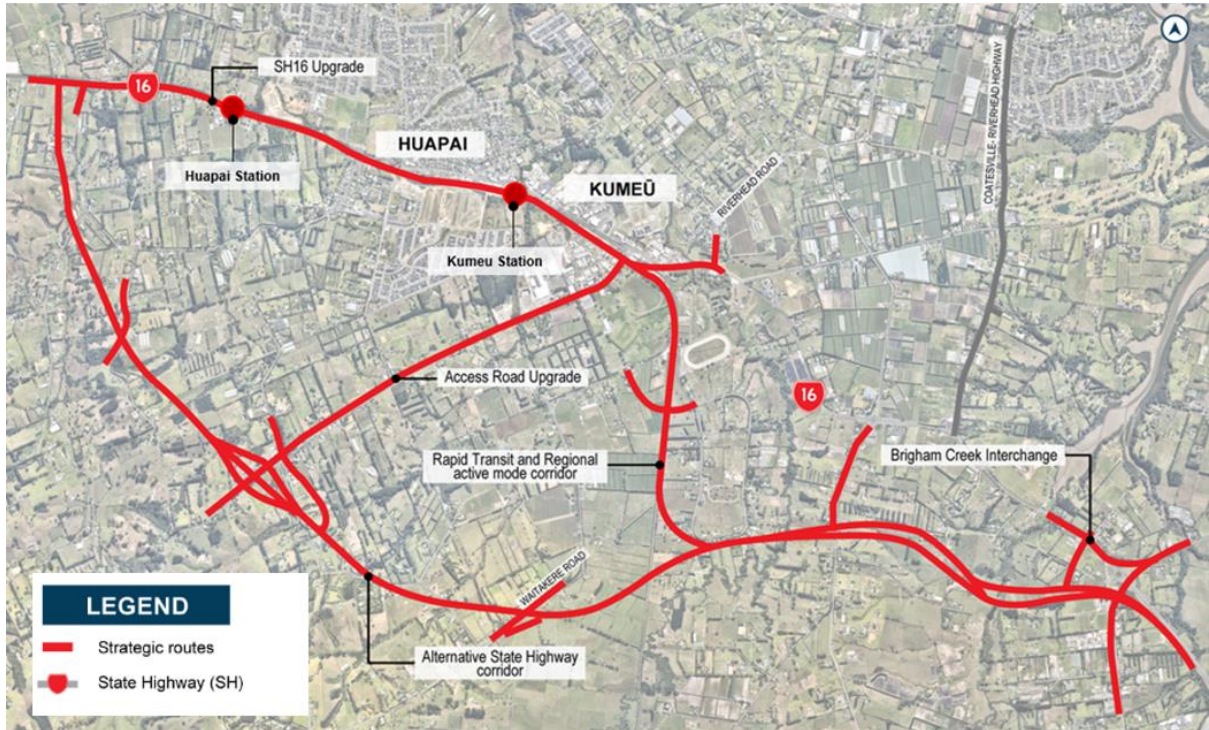 SH16 Upgrade
16
Huapai Station
HUAPAI
KUMEŪ
Kumeu Station
RIVERHEAD ROAD
COATESVILLE- RIVERHEAD HIGHWAY
Access Road Upgrade
16
Rapid Transit and Regional
active mode corridor
Brigham Creek Interchange
WAITAKERE ROAD
Alternative State Highway
corridor
LEGEND
Strategic routes
State Highway (SH)